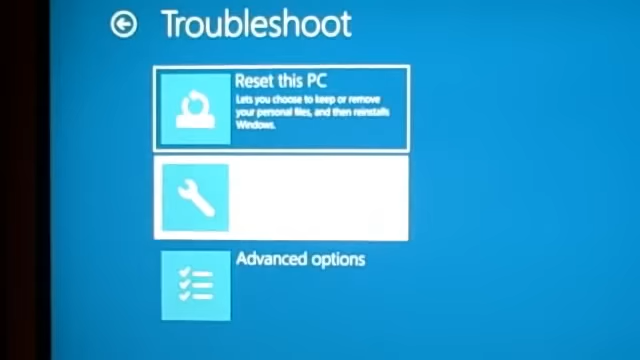 Troubleshoot
Reset this PC
Lets you choose to keep or remove
your personal files, and then reinstalls
Windows.
Advanced options